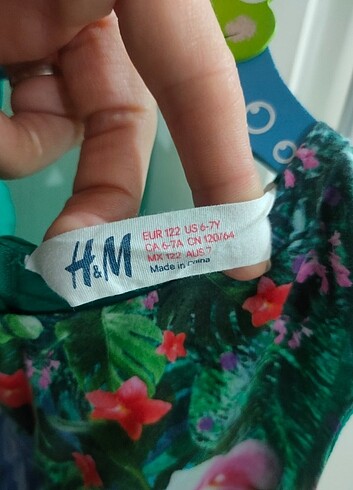 H&M
EUR 122 US 6-7Y
CA 6-7A CN 120/64
MX 122 AUS 7
Made in China